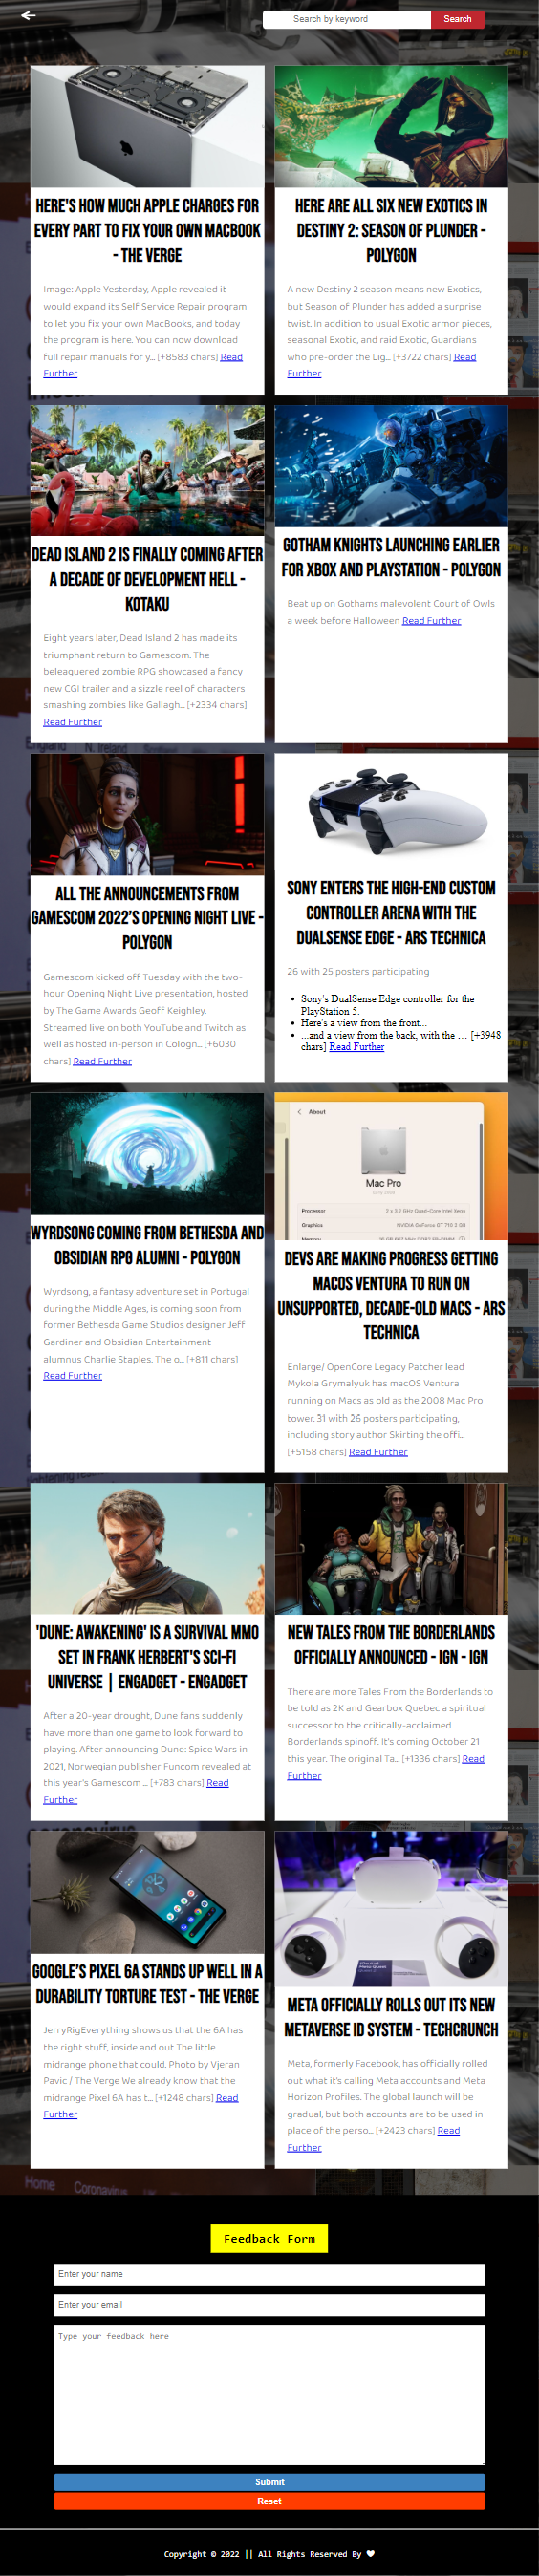 Search by keyword
Search
HERE'S HOW MUCH APPLE CHARGES FOR
EVERY PART TO FIX YOUR OWN MACBOOK
- THE VERGE
Image: Apple Yesterday, Apple revealed it
would expand its Self Service Repair program
to let you fix your own MacBooks, and today
the program is here. You can now download
full repair manuals for y... [+8583 chars] Read
Further
HERE ARE ALL SIX NEW EXOTICS IN
DESTINY 2: SEASON OF PLUNDER -
POLYGON
A new Destiny 2 season means new Exotics,
but Season of Plunder has added a surprise
twist. In addition to usual Exotic armor pieces,
seasonal Exotic, and raid Exotic, Guardians
who pre-order the Lig... [+3722 chars] Read
Further
DEAD ISLAND 2 IS FINALLY COMING AFTER
A DECADE OF DEVELOPMENT HELL -
KOTAKU
Eight years later, Dead Island 2 has made its
triumphant return to Gamescom. The
beleaguered zombie RPG showcased a fancy
new CGI trailer and a sizzle reel of characters
smashing zombies like Gallagh... [+2334 chars]
Read Further
GOTHAM KNIGHTS LAUNCHING EARLIER
FOR XBOX AND PLAYSTATION - POLYGON
Beat up on Gothams malevolent Court of Owls
a week before Halloween Read Further
England N. Ireland
ALL THE ANNOUNCEMENTS FROM
GAMESCOM 2022'S OPENING NIGHT LIVE -
POLYGON
Gamescom kicked off Tuesday with the two-
hour Opening Night Live presentation, hosted
by The Game Awards Geoff Keighley.
Streamed live on both YouTube and Twitch as
well as hosted in-person in Cologn... [+6030
chars] Read Further
SONY ENTERS THE HIGH-END CUSTOM
CONTROLLER ARENA WITH THE
DUALSENSE EDGE - ARS TECHNICA
26 with 25 posters participating
Sony's DualSense Edge controller for the
PlayStation 5.
Here's a view from the front...
...and a view from the back, with the … [+3948
chars] Read Further
WYRDSONG COMING FROM BETHESDA AND
OBSIDIAN RPG ALUMNI - POLYGON
Wyrdsong, a fantasy adventure set in Portugal
during the Middle Ages, is coming soon from
former Bethesda Game Studios designer Jeff
Gardiner and Obsidian Entertainment
alumnus Charlie Staples. The o... [+811 chars]
Read Further
About
Mac Pro
Processor 2 x 3.2 GHz Quad-Core Intel Xeon
Graphics NVIDIA GeForce GT 710 2 GB
DEVS ARE MAKING PROGRESS GETTING
MACOS VENTURA TO RUN ON
UNSUPPORTED, DECADE-OLD MACS - ARS
TECHNICA
Enlarge/ OpenCore Legacy Patcher lead
Mykola Grymalyuk has macOS Ventura
running on Macs as old as the 2008 Mac Pro
tower. 31 with 26 posters participating,
including story author Skirting the offi...
[+5158 chars] Read Further
'DUNE: AWAKENING' IS A SURVIVAL MMO
SET IN FRANK HERBERT'S SCI-FI
UNIVERSE | ENGADGET - ENGADGET
After a 20-year drought, Dune fans suddenly
have more than one game to look forward to
playing. After announcing Dune: Spice Wars in
2021, Norwegian publisher Funcom revealed at
this year's Gamescom ... [+783 chars] Read
Further
NEW TALES FROM THE BORDERLANDS
OFFICIALLY ANNOUNCED - IGN - IGN
There are more Tales From the Borderlands to
be told as 2K and Gearbox Quebec a spiritual
successor to the critically-acclaimed
Borderlands spinoff. It's coming October 21
this year. The original Ta... [+1336 chars] Read
Further
GOOGLE'S PIXEL 6A STANDS UP WELL IN A
DURABILITY TORTURE TEST - THE VERGE
JerryRigEverything shows us that the 6A has
the right stuff, inside and out The little
midrange phone that could. Photo by Vjeran
Pavic / The Verge We already know that the
midrange Pixel 6A has t... [+1248 chars] Read
Further
META OFFICIALLY ROLLS OUT ITS NEW
METAVERSE ID SYSTEM - TECHCRUNCH
Meta, formerly Facebook, has officially rolled
out what it's calling Meta accounts and Meta
Horizon Profiles. The global launch will be
gradual, but both accounts are to be used in
place of the perso... [+2423 chars] Read
Further
Home Coronavirus
Feedback Form
Enter your name
Enter your email
Type your feedback here
Submit
Reset
Copyright © 2022 || All Rights Reserved By ❤